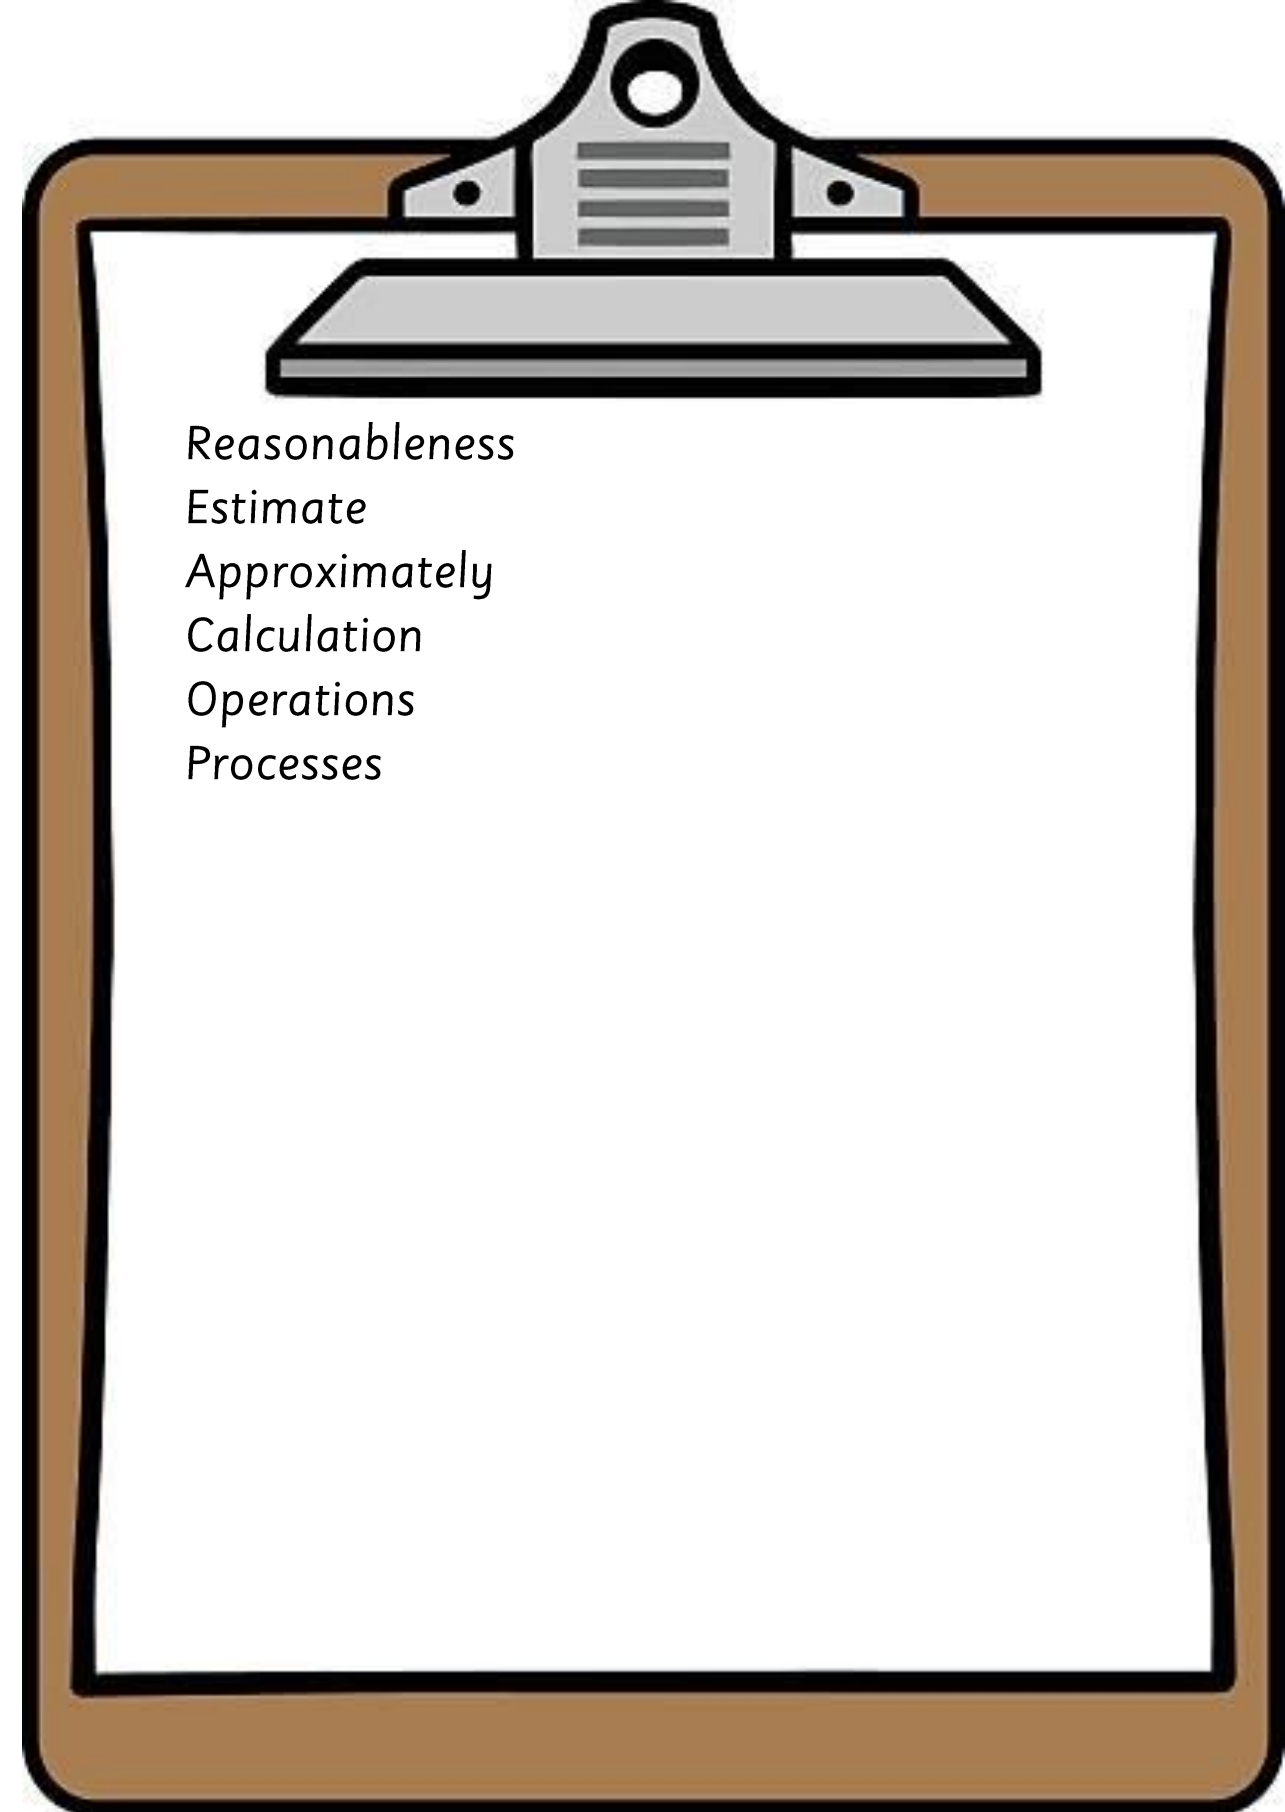 Reasonableness
Estimate
Approximately
Calculation
Operations
Processes